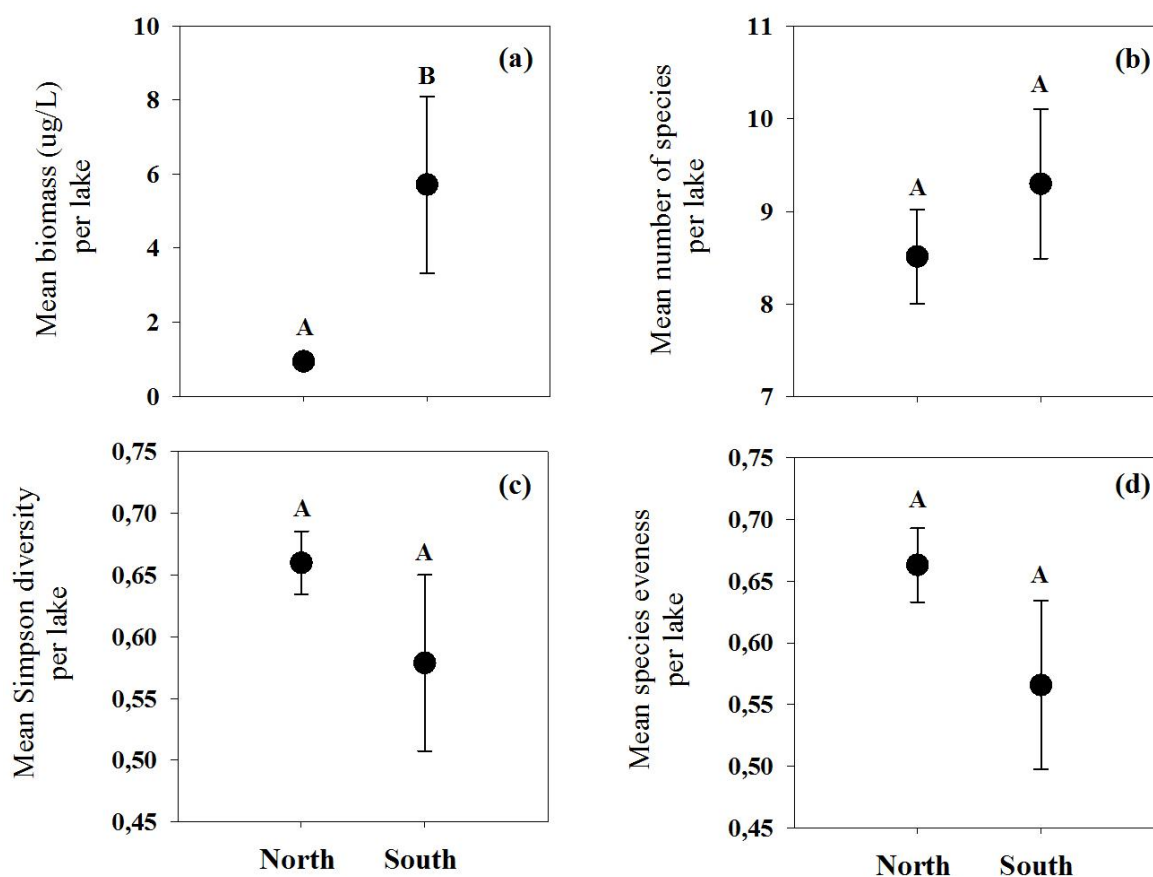 Mean biomass (ug/L)
per lake
10
8
6
4
2
0
(a)
A
B
Mean number of species
per lake
11
10
9
8
7
(b)
A
A
Mean Simpson diversity
per lake
0,75
0,70
0,65
0,60
0,55
0,50
0,45
(c)
A
A
North South
Mean species eveness
per lake
0,75
0,70
0,65
0,60
0,55
0,50
0,45
(d)
A
A
North South